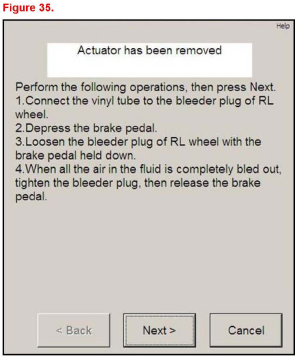 Figure 35.
Help
Actuator has been removed
Perform the following operations, then press Next.
1.Connect the vinyl tube to the bleeder plug of RL
wheel.
2.Depress the brake pedal.
3.Loosen the bleeder plug of RL wheel with the
brake pedal held down.
4.When all the air in the fluid is completely bled out,
tighten the bleeder plug, then release the brake
pedal.
< Back
Next >
Cancel